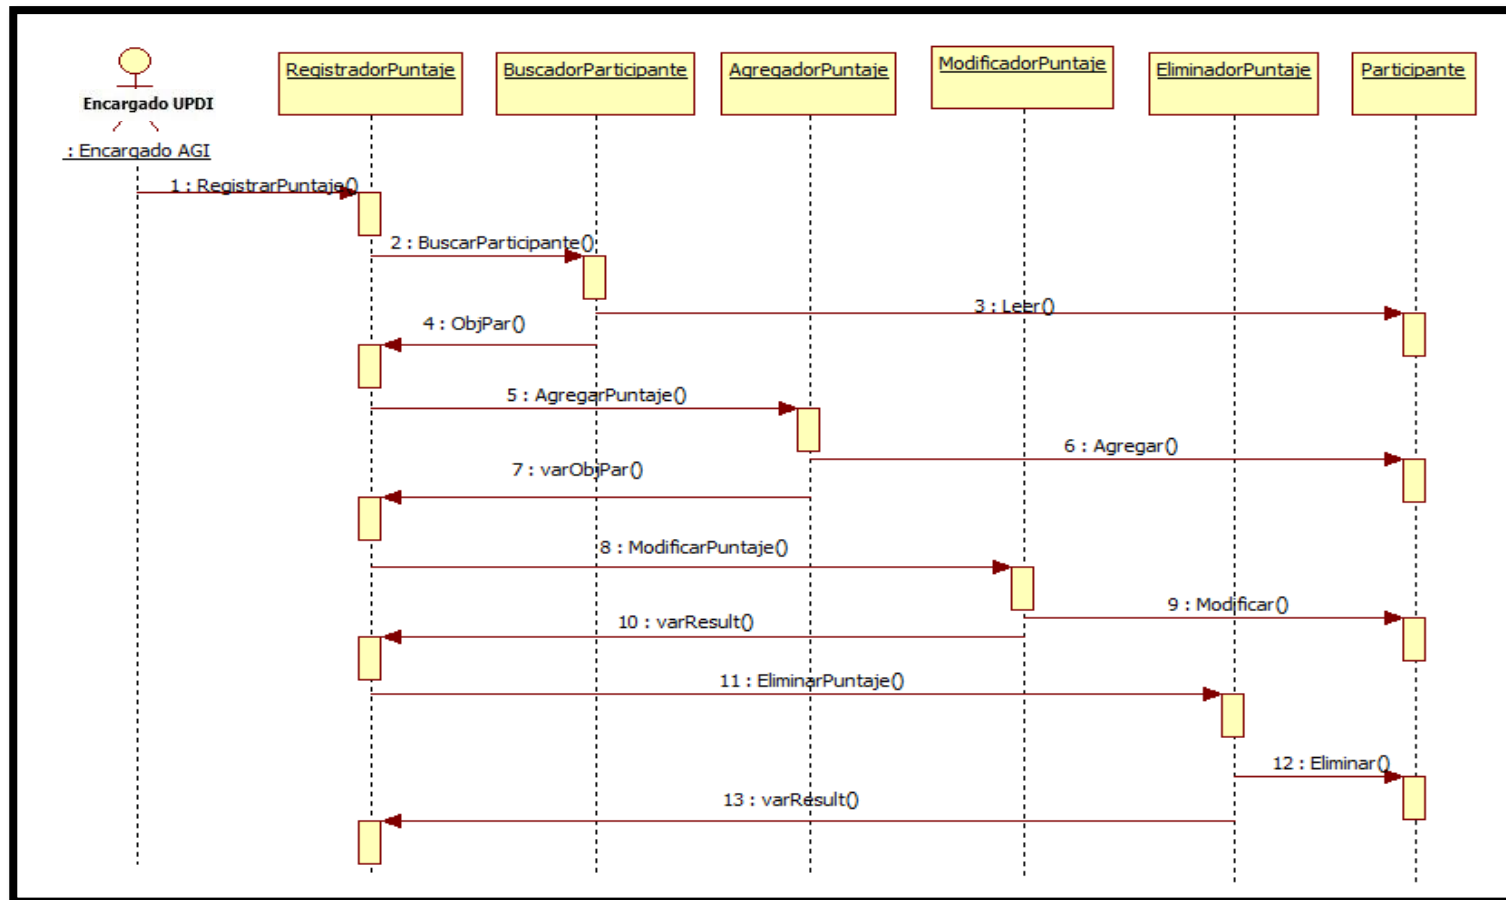 RegistradorPuntaje
BuscadorParticipante
AgregadorPuntaje
ModificadorPuntaje
EliminadorPuntaje
Participante
Encargado UPDI
: Encargado AGI
1 : RegistrarPuntaje()
2 : BuscarParticipante()
3 : Leer()
4 : ObjPar()
5 : AgregarPuntaje()
6 : Agregar()
7 : varObjPar()
8 : ModificarPuntaje()
9 : Modificar()
10 : varResult()
11 : EliminarPuntaje()
12 : Eliminar()
13 : varResult()